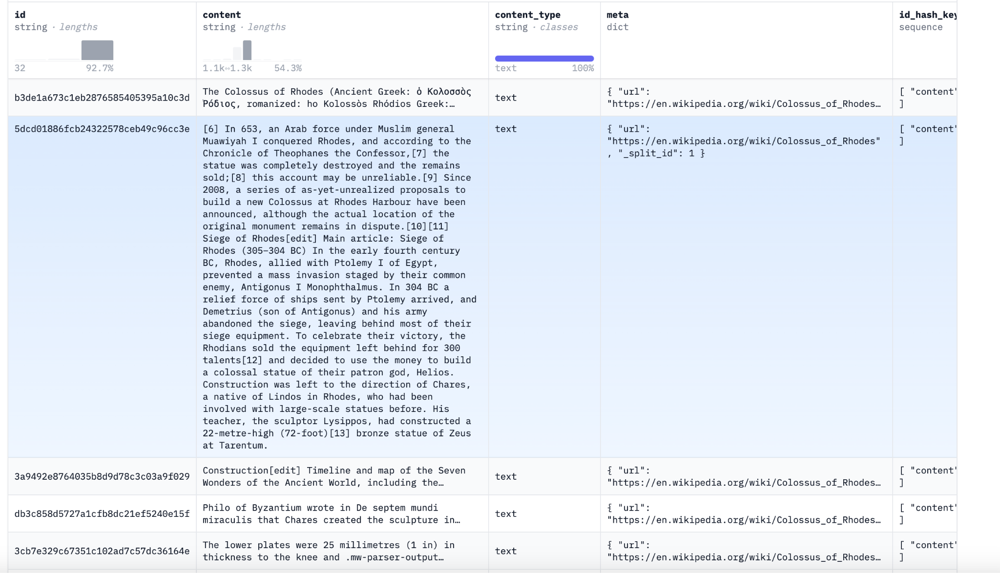 id
string · lengths
32 92.7%
content
string · lengths
1.1k↔1.3k 54.3%
content_type
string · classes
text 100%
meta
dict
id_hash_key
sequence
b3de1a673c1eb2876585405395a10c3d
The Colossus of Rhodes (Ancient Greek: ὁ Κολοσσὸς
Ῥόδιος, romanized: ho Kolossòs Rhódios Greek:…
text
{ "url":
"https://en.wikipedia.org/wiki/Colossus_of_Rhodes…
[ "content"
]
5dcd01886fcb24322578ceb49c96cc3e
[6] In 653, an Arab force under Muslim general
Muawiyah I conquered Rhodes, and according to the
Chronicle of Theophanes the Confessor,[7] the
statue was completely destroyed and the remains
sold;[8] this account may be unreliable.[9] Since
2008, a series of as-yet-unrealized proposals to
build a new Colossus at Rhodes Harbour have been
announced, although the actual location of the
original monument remains in dispute.[10][11]
Siege of Rhodes[edit] Main article: Siege of
Rhodes (305–304 BC) In the early fourth century
BC, Rhodes, allied with Ptolemy I of Egypt,
prevented a mass invasion staged by their common
enemy, Antigonus I Monophthalmus. In 304 BC a
relief force of ships sent by Ptolemy arrived, and
Demetrius (son of Antigonus) and his army
abandoned the siege, leaving behind most of their
siege equipment. To celebrate their victory, the
Rhodians sold the equipment left behind for 300
talents[12] and decided to use the money to build
a colossal statue of their patron god, Helios.
Construction was left to the direction of Chares,
a native of Lindos in Rhodes, who had been
involved with large-scale statues before. His
teacher, the sculptor Lysippos, had constructed a
22-metre-high (72-foot)[13] bronze statue of Zeus
at Tarentum.
text
{ "url":
"https://en.wikipedia.org/wiki/Colossus_of_Rhodes"
, "_split_id": 1 }
[ "content"
]
3a9492e8764035b8d9d78c3c03a9f029
Construction[edit] Timeline and map of the Seven
Wonders of the Ancient World, including the…
text
{ "url":
"https://en.wikipedia.org/wiki/Colossus_of_Rhodes…
[ "content"
]
db3c858d5727a1cfb8dc21ef5240e15f
Philo of Byzantium wrote in De septem mundi
miraculis that Chares created the sculpture in…
text
{ "url":
"https://en.wikipedia.org/wiki/Colossus_of_Rhodes…
[ "content"
]
3cb7e329c67351c102ad7c57dc36164e
The lower plates were 25 millimetres (1 in) in
thickness to the knee and .mw-parser-output…
text
{ "url":
"https://en.wikipedia.org/wiki/Colossus_of_Rhodes…
[ "content"
]